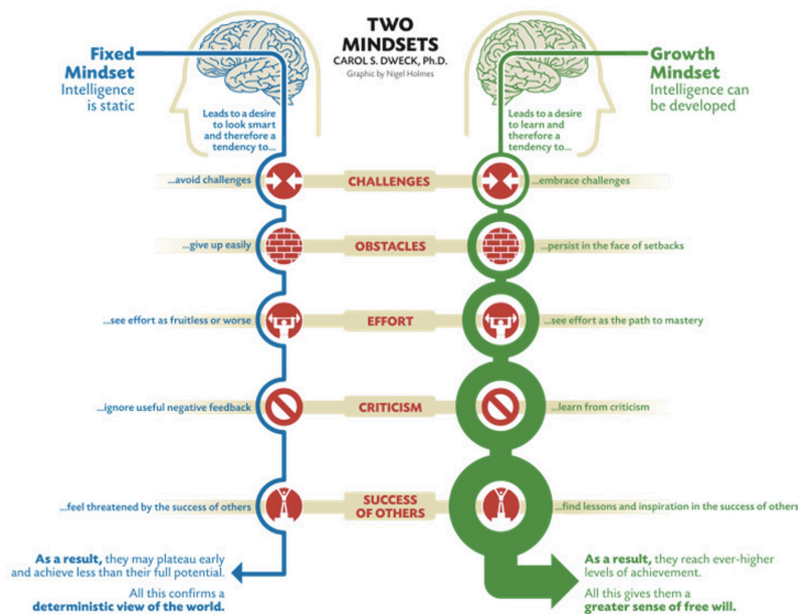 TWO
MINDSETS
CAROL S. DWECK, Ph.D.
Graphic by Nigel Holmes
Fixed
Mindset
Intelligence
is static
Leads to a desire
to look smart
and therefore a
tendency to...
Growth
Mindset
Intelligence can
be developed
Leads to a desire
to learn and
therefore a
tendency to...
...avoid challenges
CHALLENGES
...embrace challenges
...give up easily
OBSTACLES
...persist in the face of setbacks
...see effort as fruitless or worse
EFFORT
...see effort as the path to mastery
...ignore useful negative feedback
CRITICISM
...learn from criticism
...feel threatened by the success of others
SUCCESS
OF OTHERS
...find lessons and inspiration in the success of others
As a result, they may plateau early
and achieve less than their full potential.
All this confirms a
deterministic view of the world.
As a result, they reach ever-higher
levels of achievement.
All this gives them a
greater sense of free will.